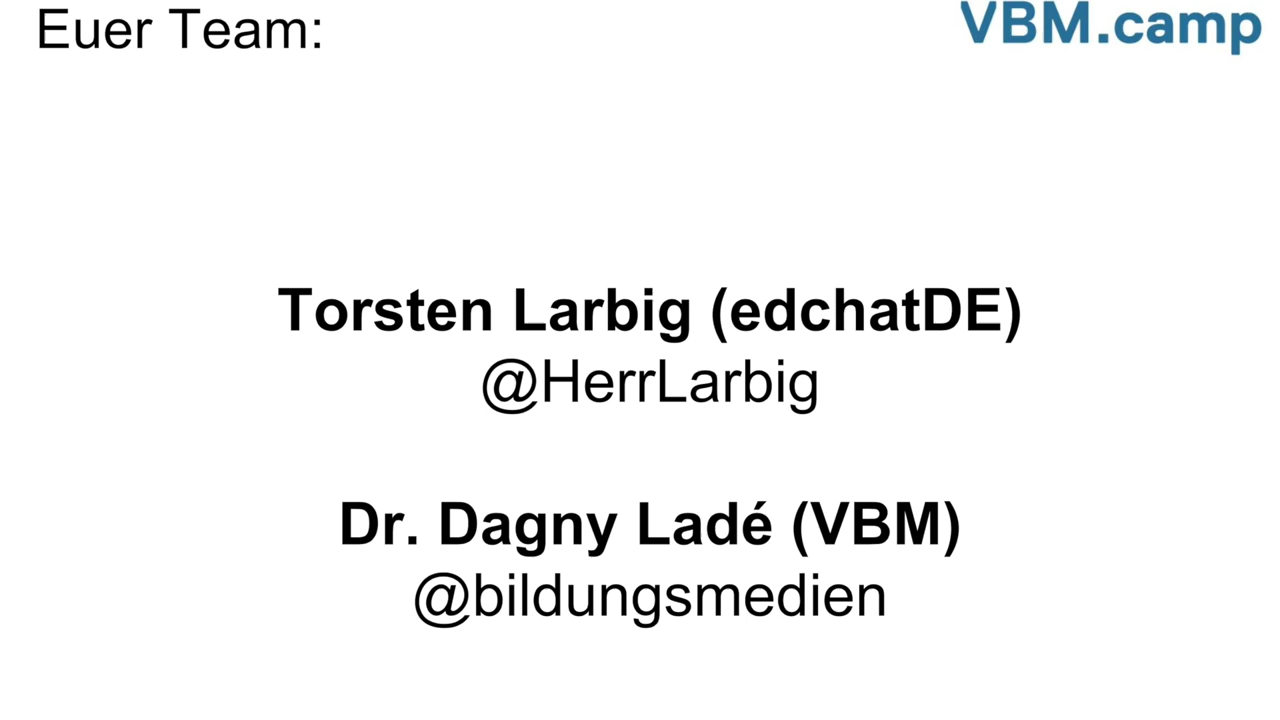 Euer Team:
VBM.camp
Torsten Larbig (edchatDE)
@HerrLarbig
Dr. Dagny Ladé (VBM)
@bildungsmedien